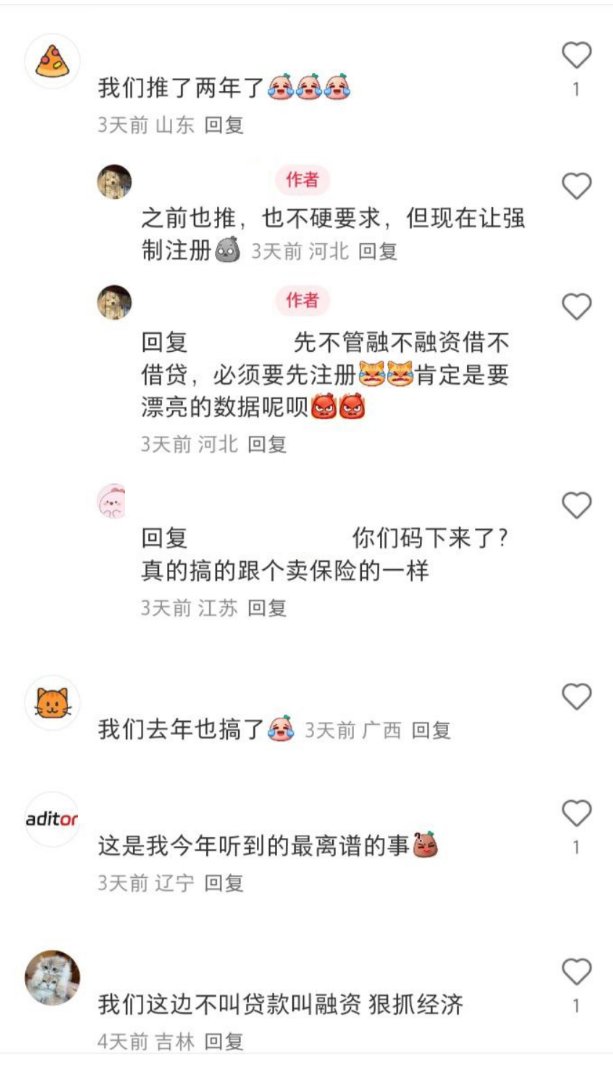 我们推了两年了
1
3天前 山东 回复
作者
之前也推，也不硬要求，但现在让强
制注册 3天前 河北 回复
作者
回复 先不管融不融资借不
借贷，必须要先注册肯定是要
漂亮的数据呢呗
3天前 河北 回复
回复 你们码下来了？
真的搞的跟个卖保险的一样
3天前 江苏 回复
我们去年也搞了 3天前 广西 回复
aditor
这是我今年听到的最离谱的事
1
3天前 辽宁 回复
我们这边不叫贷款叫融资 狠抓经济
1
4天前 吉林 回复